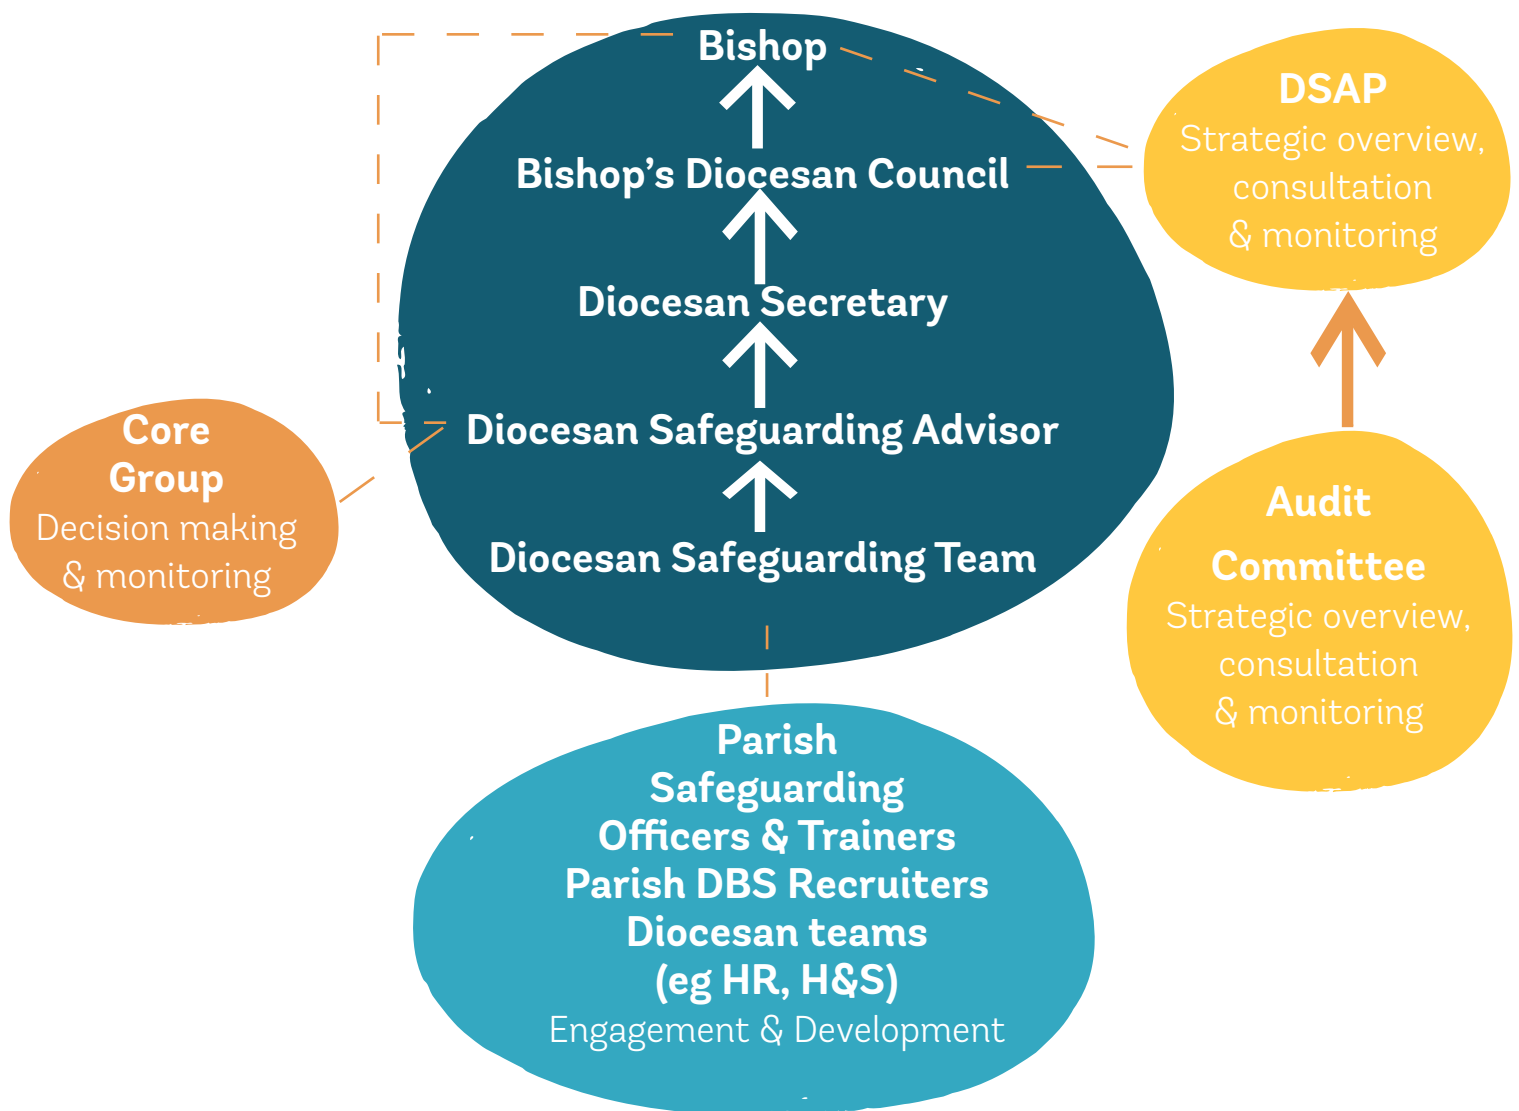 Bishop
Bishop’s Diocesan Council
Diocesan Secretary
Diocesan Safeguarding Advisor
Diocesan Safeguarding Team
DSAP
Strategic overview,
consultation
& monitoring
Core
Group
Decision making
& monitoring
Audit
Committee
Strategic overview,
consultation
& monitoring
Parish
Safeguarding
Officers & Trainers
Parish DBS Recruiters
Diocesan teams
(eg HR, H&S)
Engagement & Development